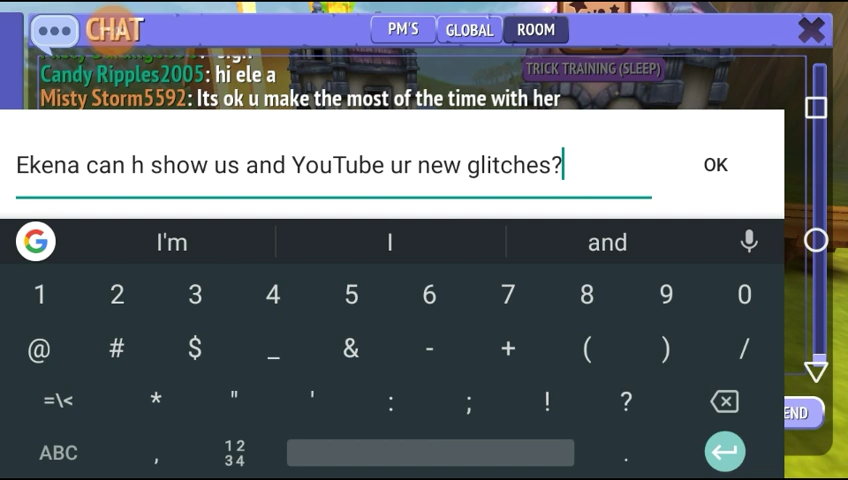 CHAT
PM'S GLOBAL ROOM
Candy Ripples2005: hi ele a
TRICK TRAINING (SLEEP)
Misty Storm5592: Its ok u make the most of the time with her
Ekena can h show us and YouTube ur new glitches?
OK
G I'm I and
1 2 3 4 5 6 7 8 9 0
@ # $ _ & - + ( ) /
=\< * " ' : ; ! ?
END
ABC , 12 34 .